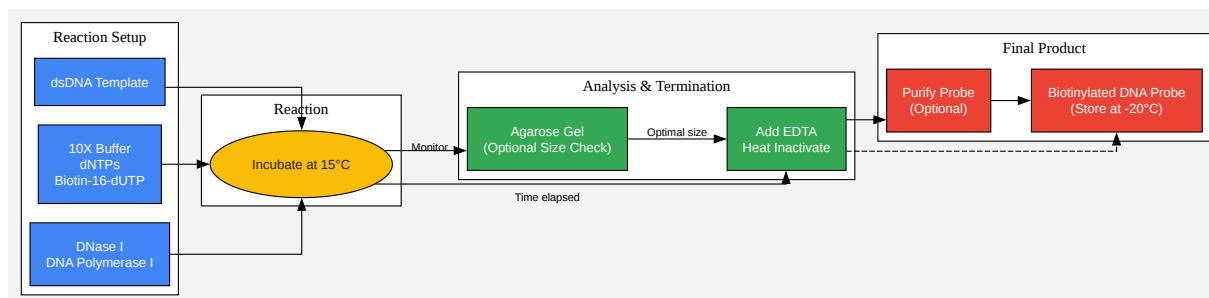 Reaction Setup
dsDNA Template
10X Buffer
dNTPs
Biotin-16-dUTP
DNase I
DNA Polymerase I
Reaction
Incubate at 15°C
Monitor
Time elapsed
Analysis & Termination
Agarose Gel
(Optional Size Check)
Optimal size
Add EDTA
Heat Inactivate
Final Product
Purify Probe
(Optional)
Biotinylated DNA Probe
(Store at -20°C)